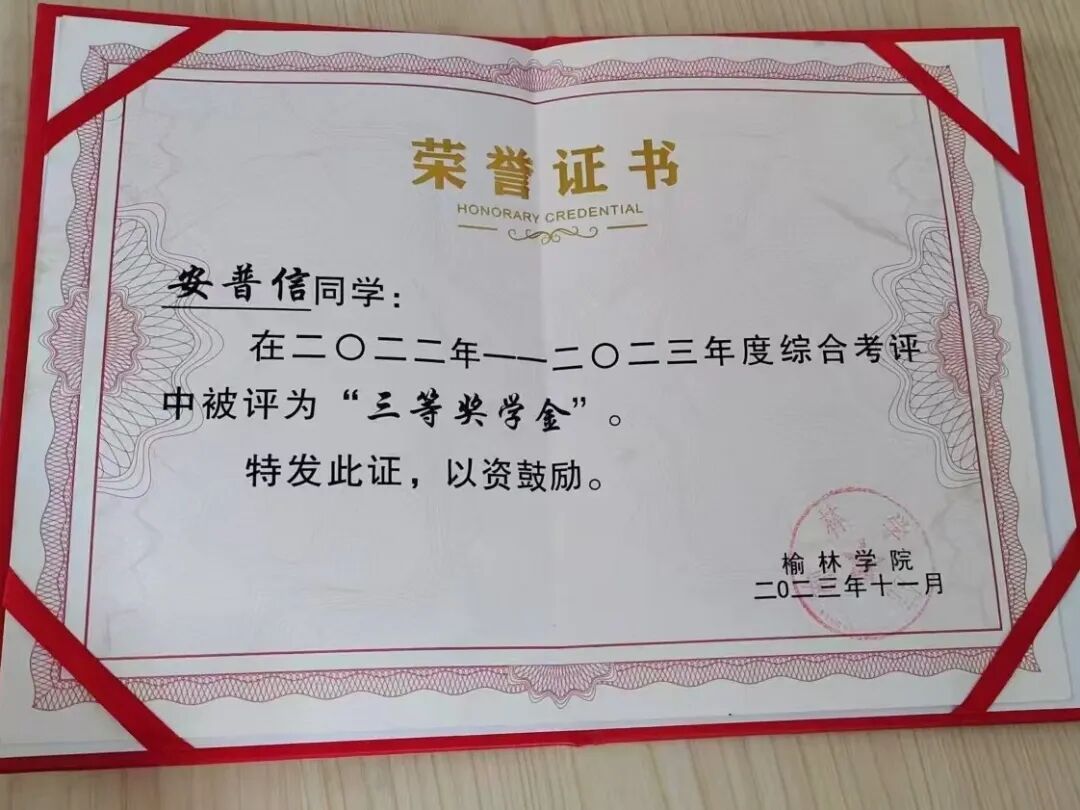 荣誉证书
HONORARY CREDENTIAL
安普信同学：
在二〇二二年——二〇二三年度综合考评
中被评为“三等奖学金”。
特发此证，以资鼓励。
榆林学院
二0二三年十一月